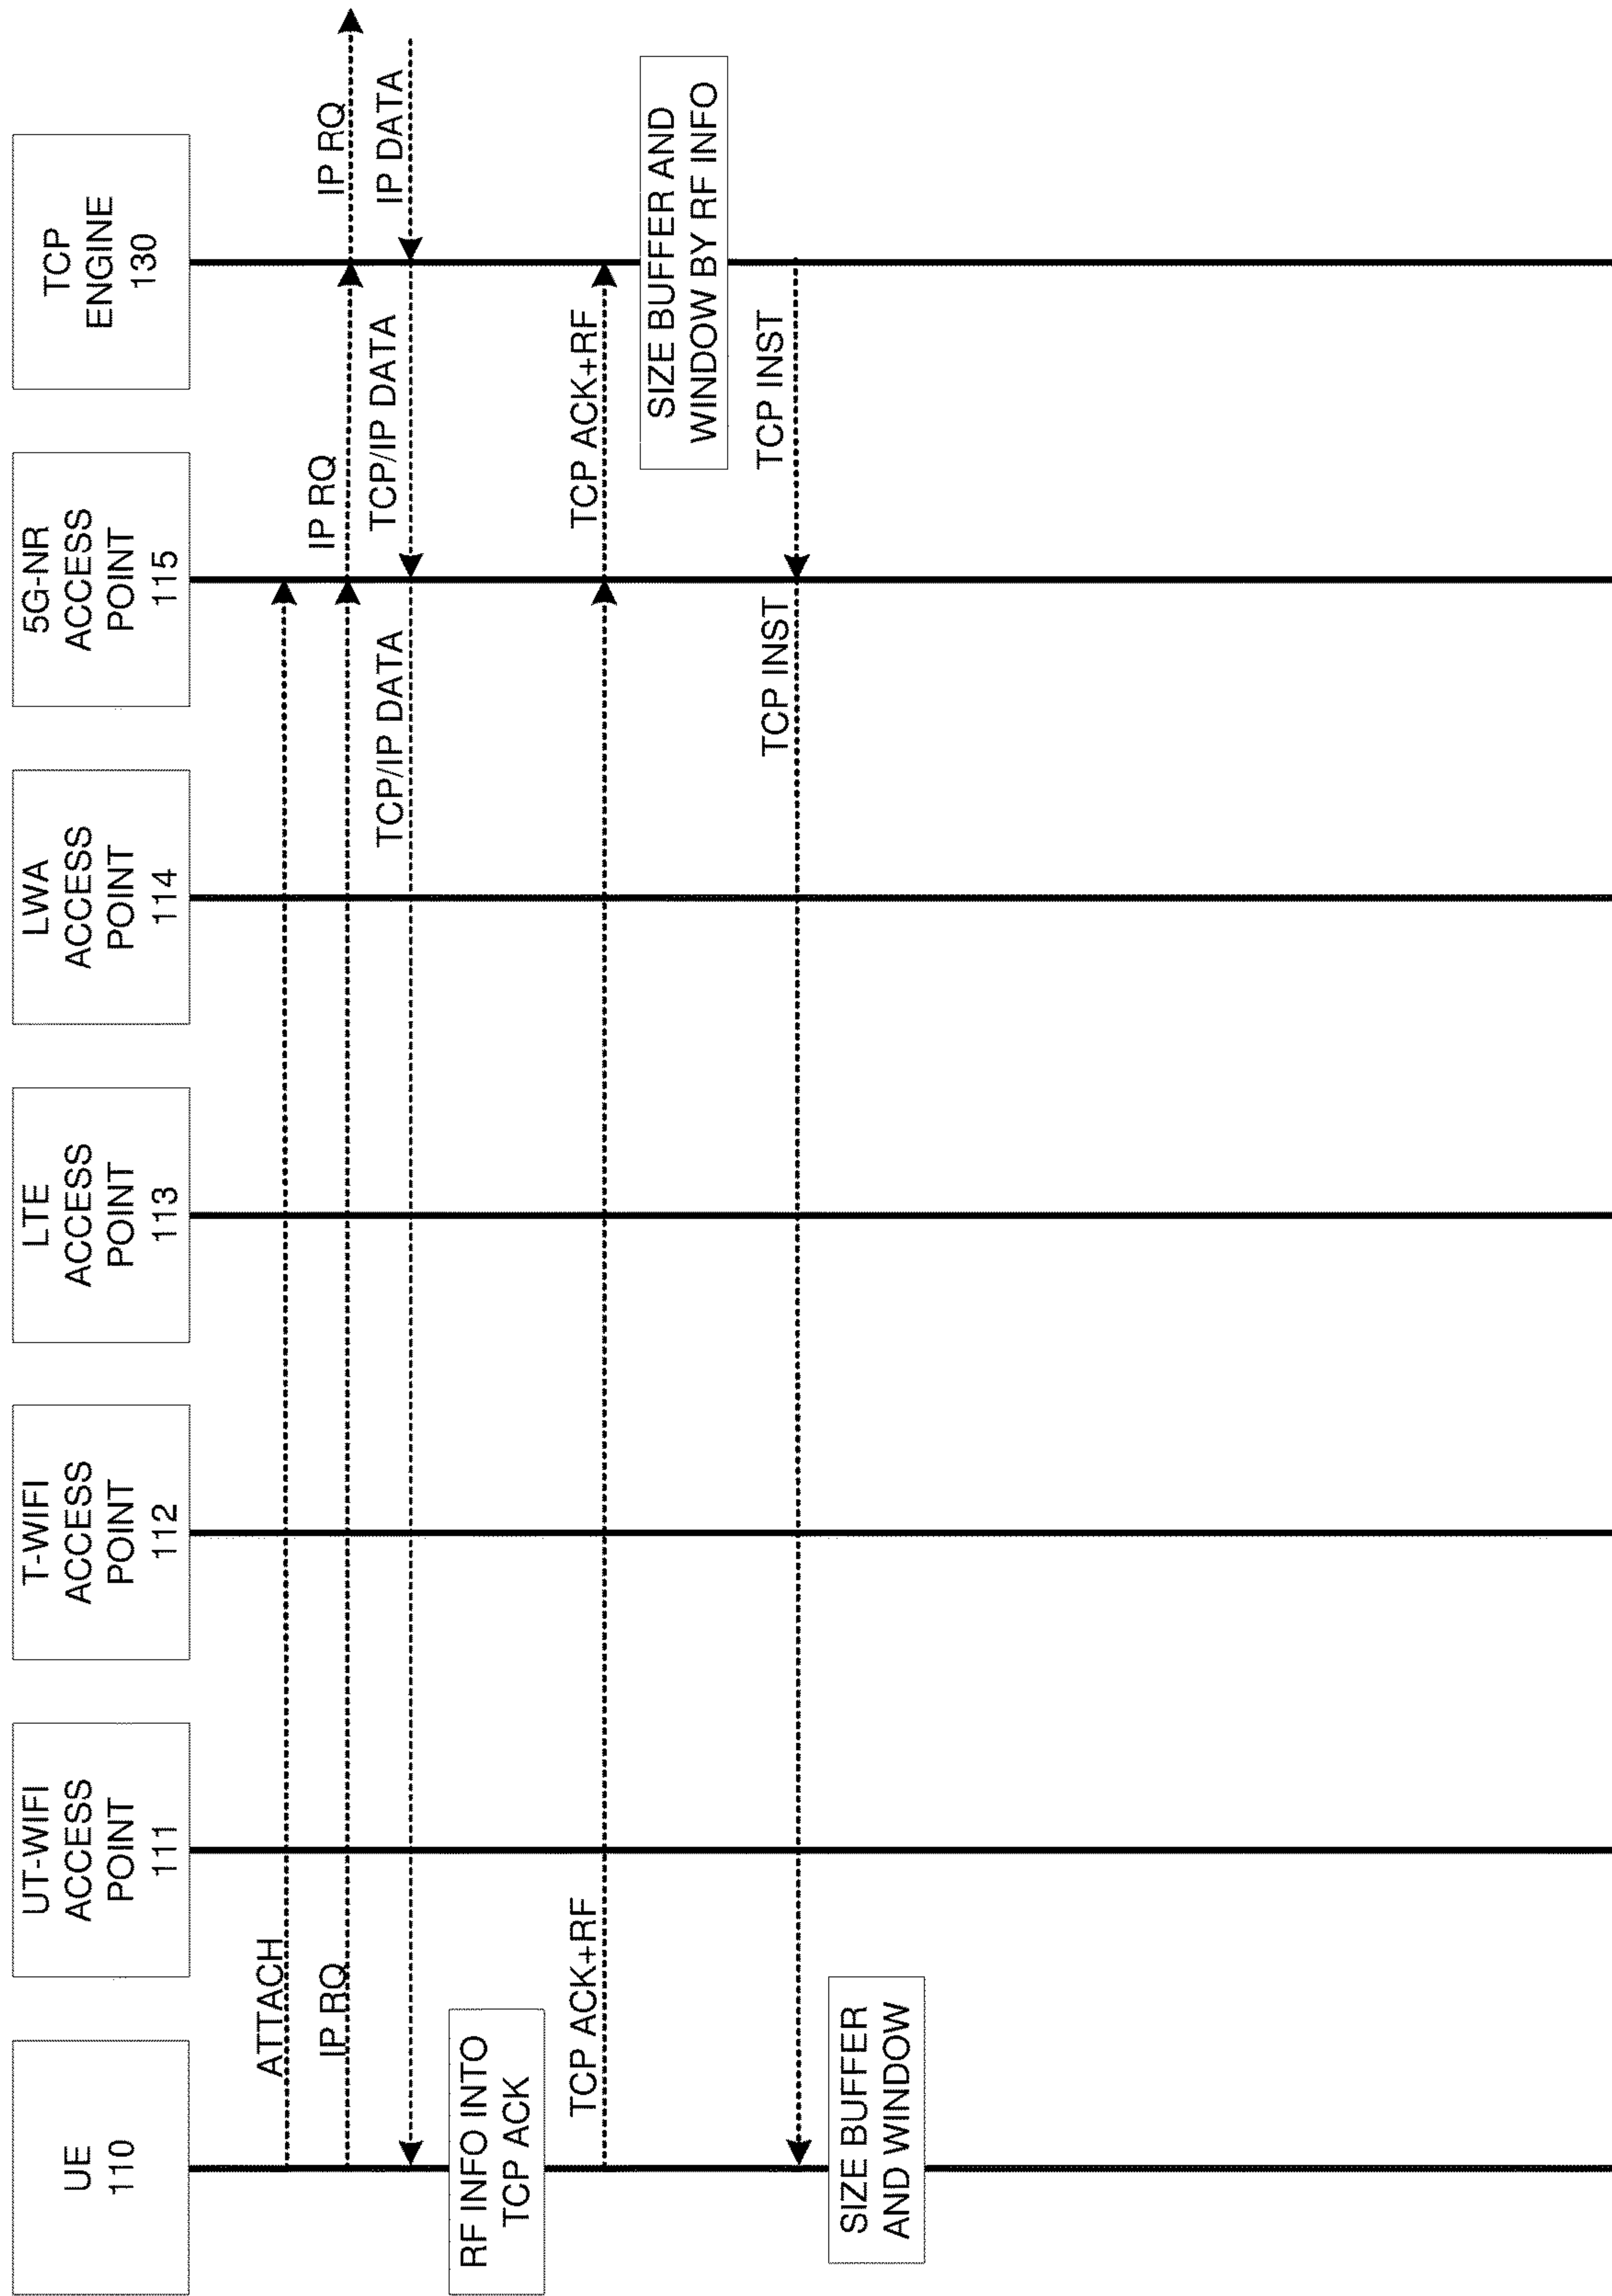 UE
110
UT-WIFI
ACCESS
POINT
111
T-WIFI
ACCESS
POINT
112
LTE
ACCESS
POINT
113
LWA
ACCESS
POINT
114
5G-NR
ACCESS
POINT
115
TCP
ENGINE
130
ATTACH
IP RQ
IP RQ
IP RQ
TCP/IP DATA
TCP/IP DATA
IP DATA
RF INFO INTO
TCP ACK
TCP ACK+RF
TCP ACK+RF
SIZE BUFFER AND
WINDOW BY RF INFO
TCP INST
TCP INST
SIZE BUFFER
AND WINDOW